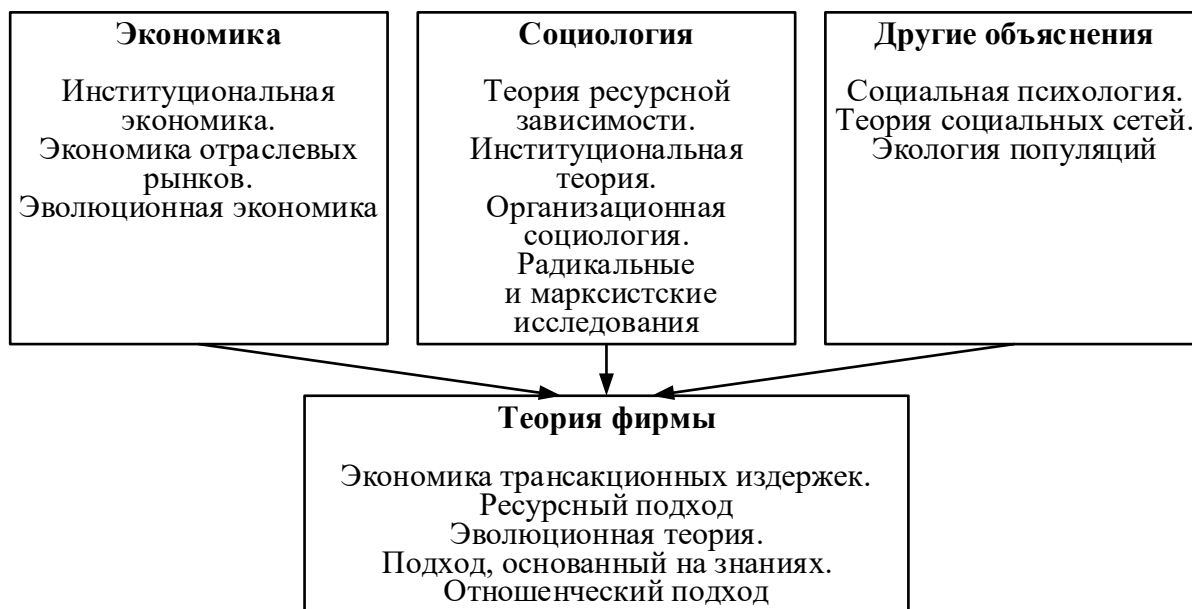 Экономика
Институциональная
экономика.
Экономика отраслевых
рынков.
Эволюционная экономика
Социология
Теория ресурсной
зависимости.
Институциональная
теория.
Организационная
социология.
Радикальные
и марксистские
исследования
Другие объяснения
Социальная психология.
Теория социальных сетей.
Экология популяций
Теория фирмы
Экономика трансакционных издержек.
Ресурсный подход
Эволюционная теория.
Подход, основанный на знаниях.
Отношенческий подход